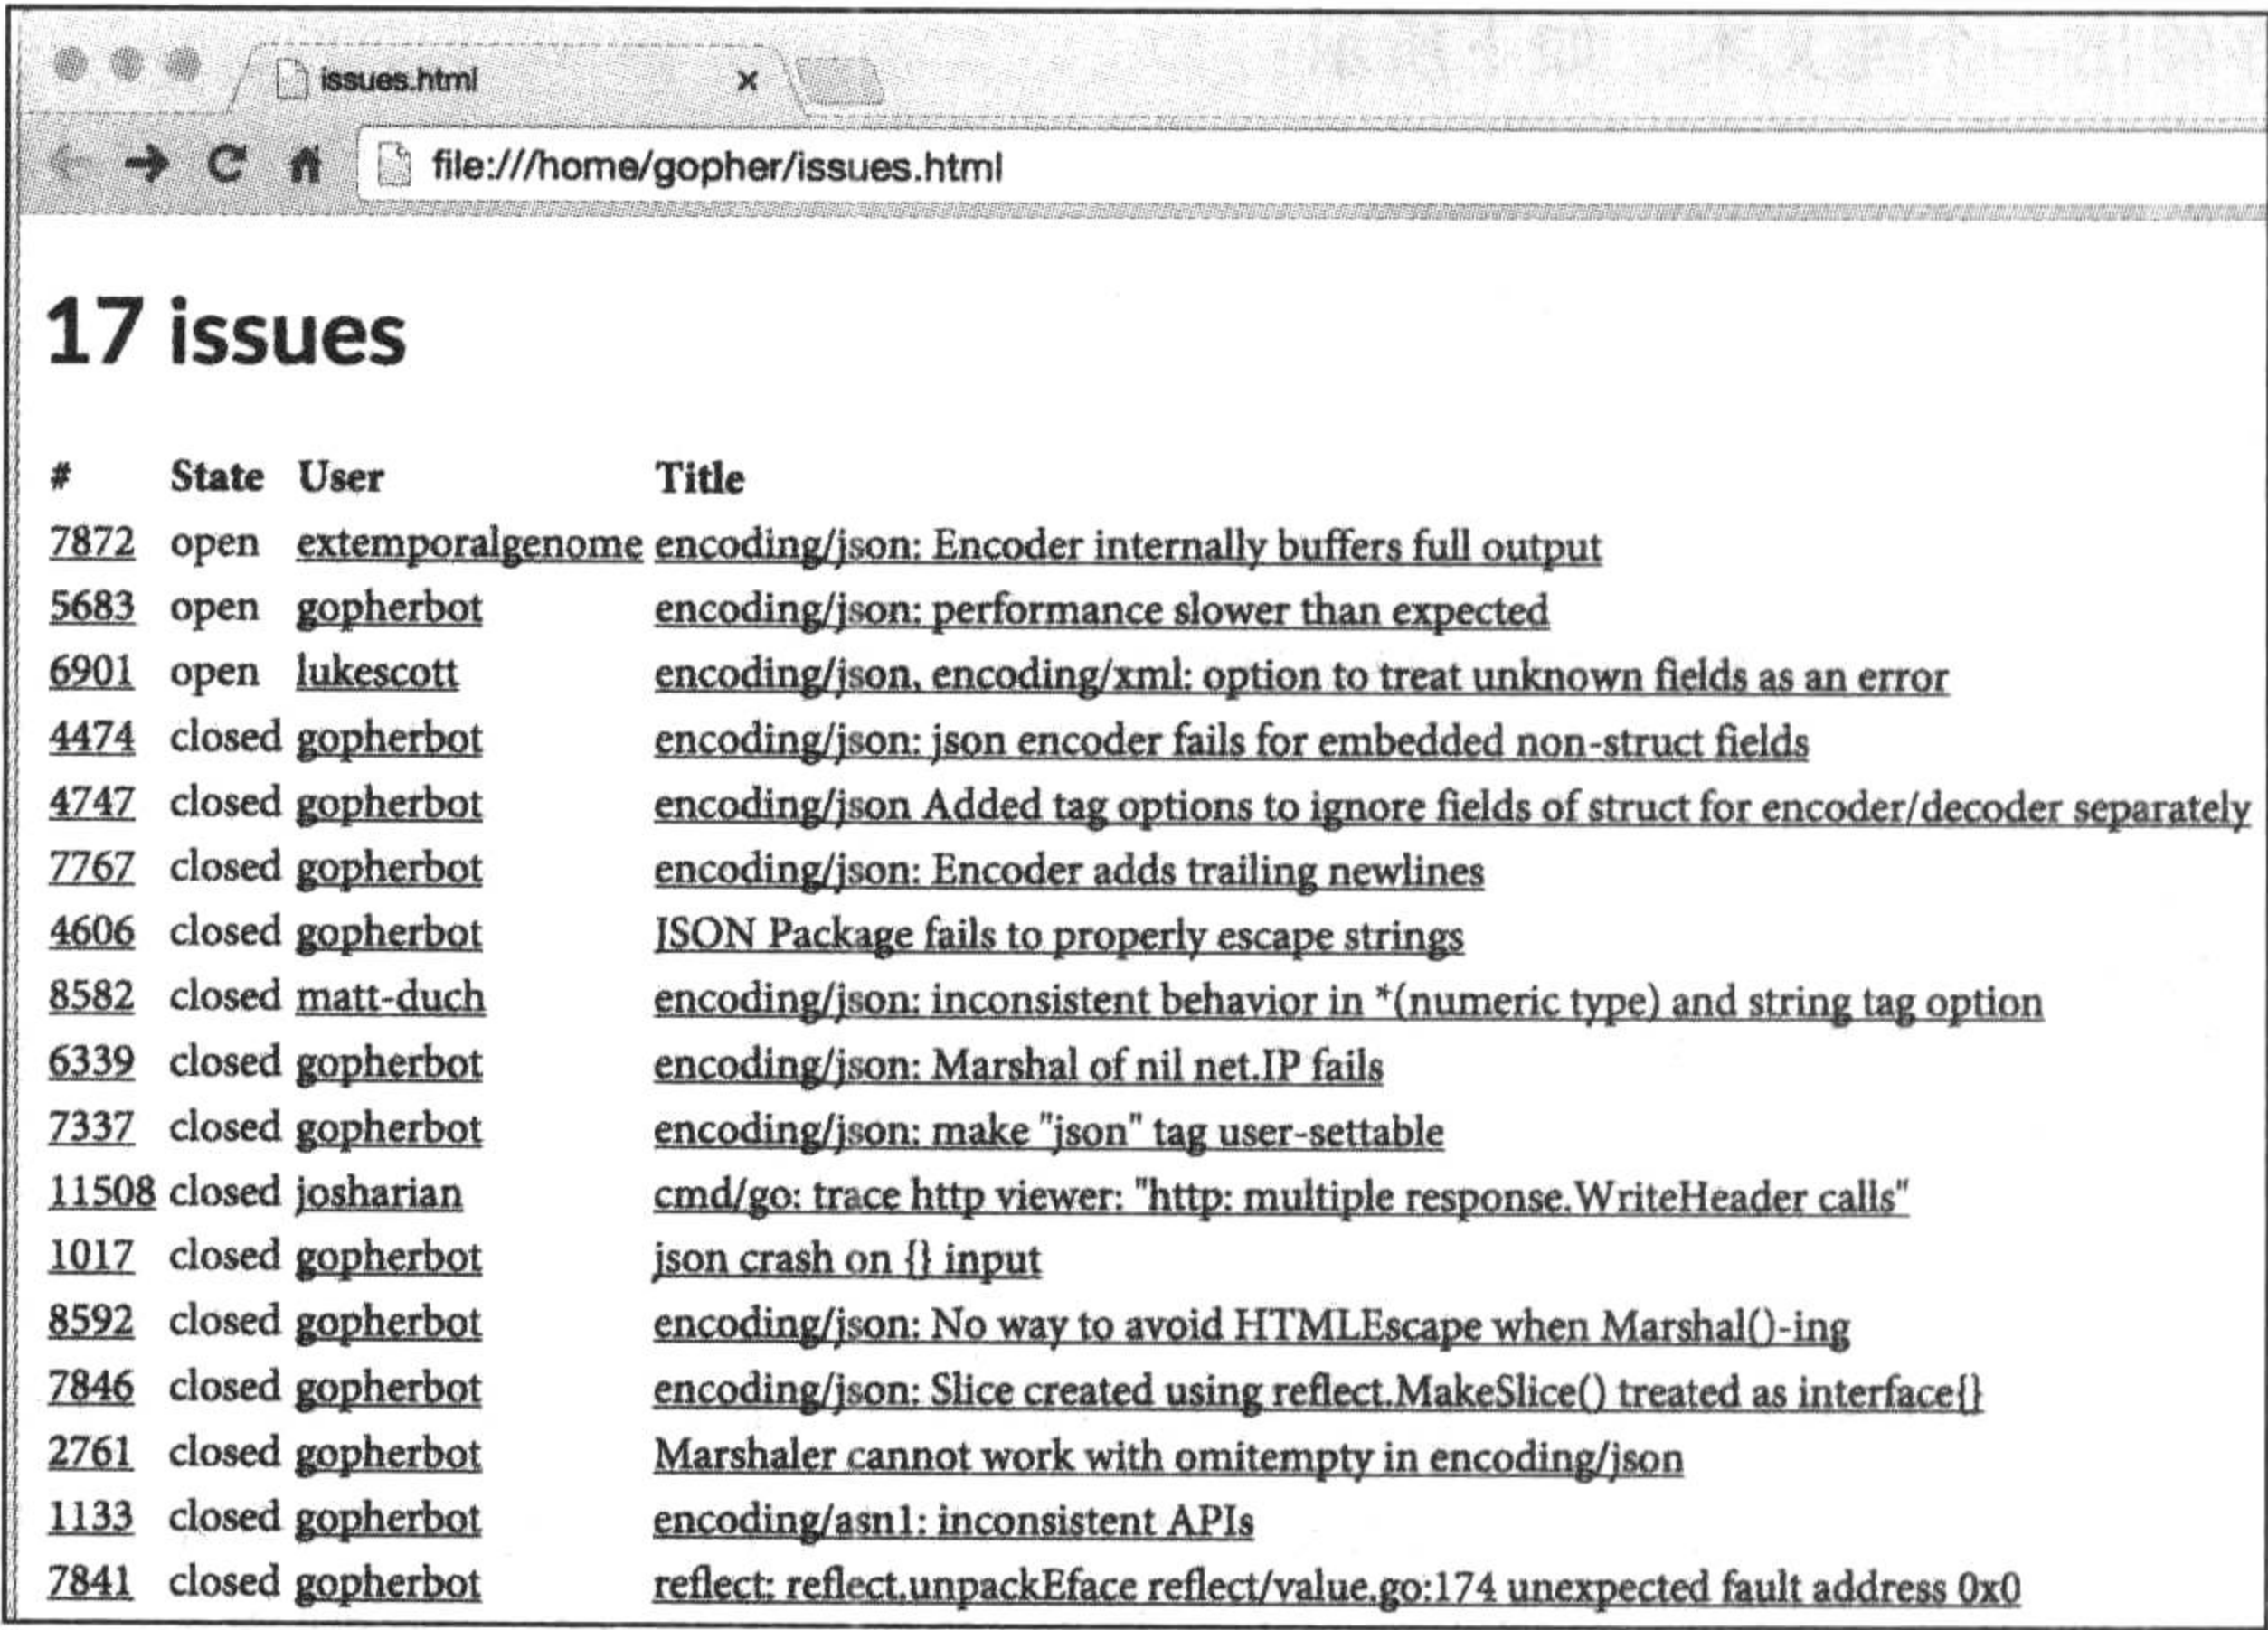 issues.html
file:///home/gopher/issues.html
17 issues
# State User Title
7872 open extemporalgenome encoding/json: Encoder internally buffers full output
5683 open gopherbot encoding/json: performance slower than expected
6901 open lukescott encoding/json, encoding/xml: option to treat unknown fields as an error
4474 closed gopherbot encoding/json: json encoder fails for embedded non-struct fields
4747 closed gopherbot encoding/json Added tag options to ignore fields of struct for encoder/decoder separately
7767 closed gopherbot encoding/json: Encoder adds trailing newlines
4606 closed gopherbot JSON Package fails to properly escape strings
8582 closed matt-duch encoding/json: inconsistent behavior in *(numeric type) and string tag option
6339 closed gopherbot encoding/json: Marshal of nil net.IP fails
7337 closed gopherbot encoding/json: make "json" tag user-settable
11508 closed josharian cmd/go: trace http viewer: "http: multiple response.WriteHeader calls"
1017 closed gopherbot json crash on {} input
8592 closed gopherbot encoding/json: No way to avoid HTMLEscape when Marshal()-ing
7846 closed gopherbot encoding/json: Slice created using reflect.MakeSlice() treated as interface{}
2761 closed gopherbot Marshaler cannot work with omitempty in encoding/json
1133 closed gopherbot encoding/asn1: inconsistent APIs
7841 closed gopherbot reflect: reflect.unpackEface reflect/value.go:174 unexpected fault address 0x0